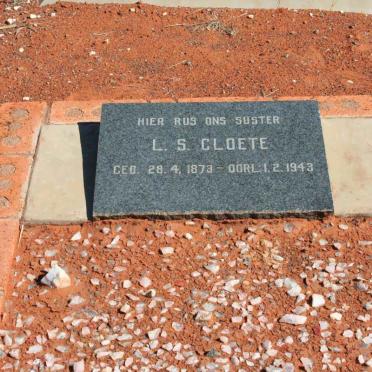 HIER RUS ONS SUSTER
L. S. CLOETE
GEB. 28. 4. 1873 - OORL. 1. 2. 1943